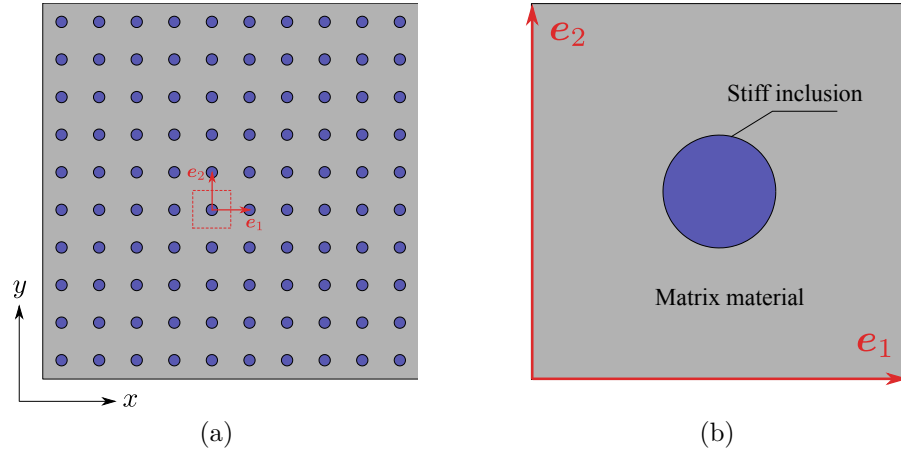 e₂
e₁
y
x
(a)
e₂
Stiff inclusion
Matrix material
e₁
(b)